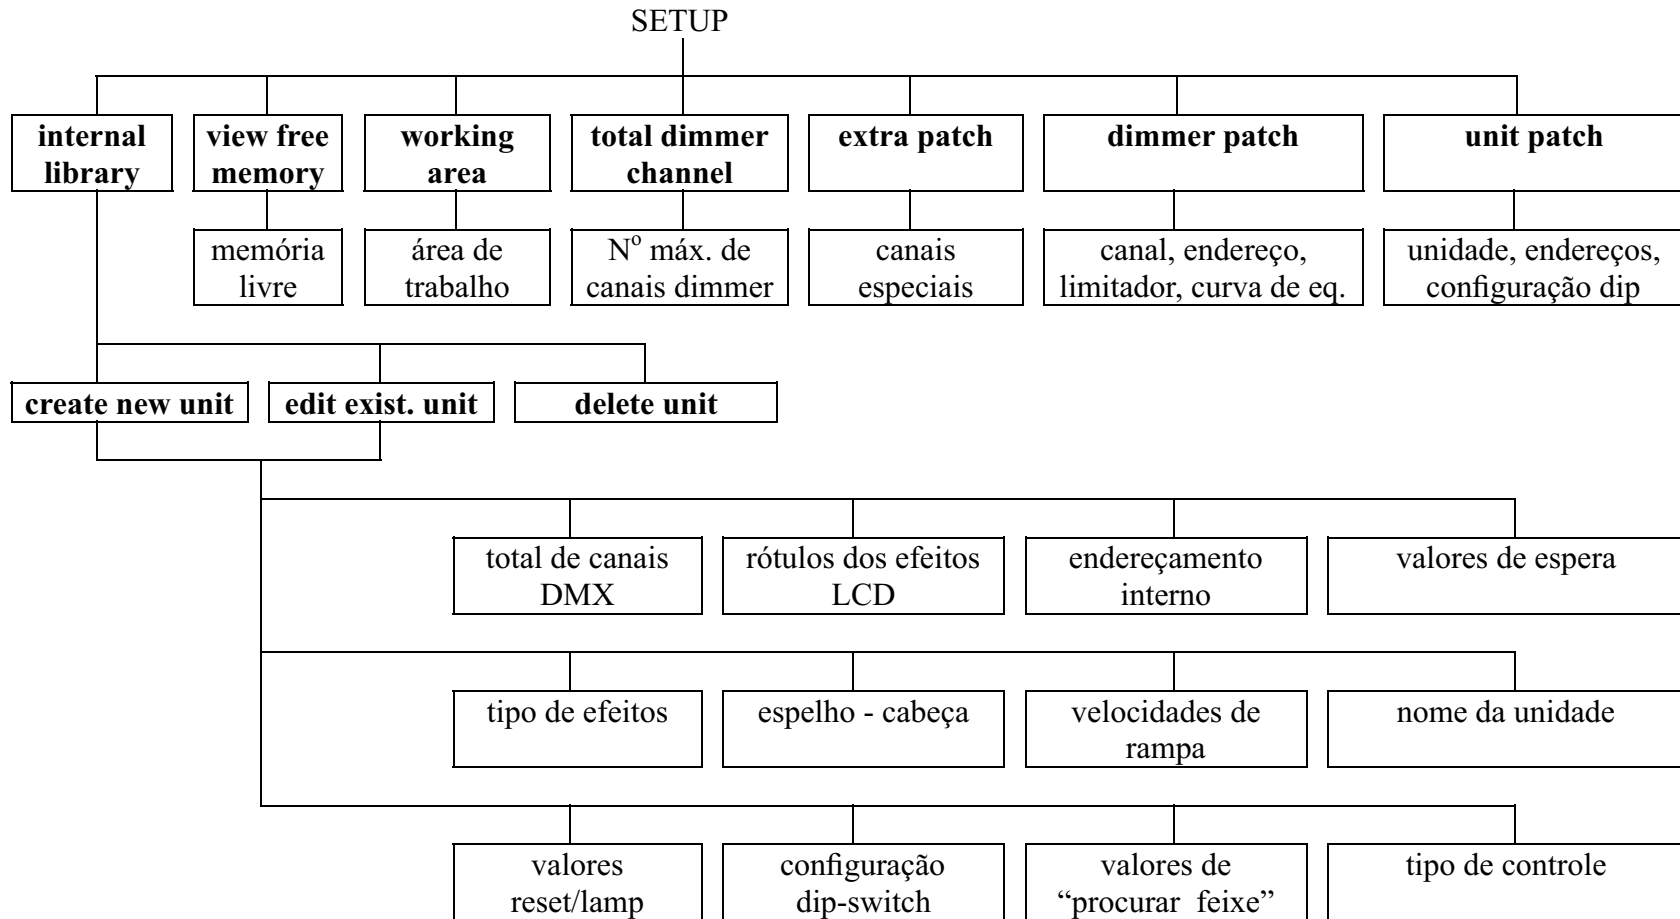 SETUP
internal
library
view free
memory
working
area
total dimmer
channel
extra patch
dimmer patch
unit patch
memória
livre
área de
trabalho
Nº máx. de
canais dimmer
canais
especiais
canal, endereço,
limitador, curva de eq.
unidade, endereços,
configuração dip
create new unit
edit exist. unit
delete unit
total de canais
DMX
rótulos dos efeitos
LCD
endereçamento
interno
valores de espera
tipo de efeitos
espelho - cabeça
velocidades de
rampa
nome da unidade
valores
reset/lamp
configuração
dip-switch
valores de
“procurar feixe”
tipo de controle